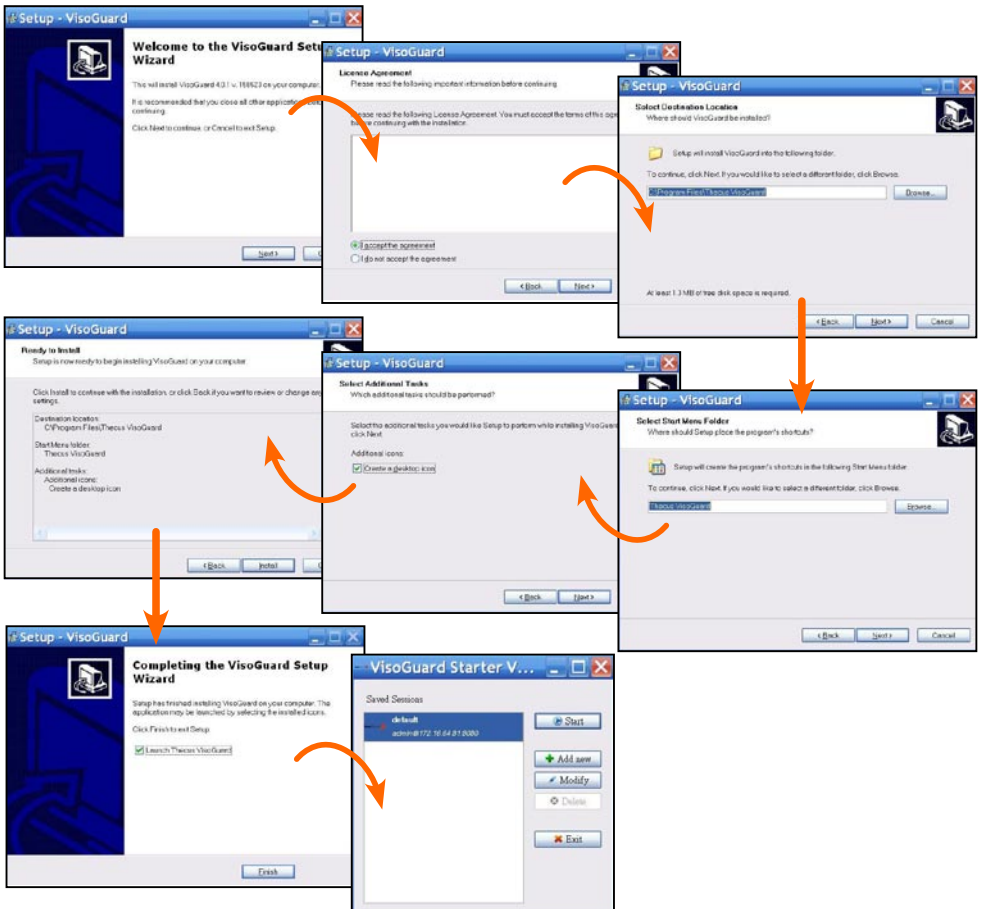 Setup - VisoGuard
Welcome to the VisoGuard Setu
Wizard
This will install VisoGuard 4.0.1 v. on your computer.
It is recommended that you close all other applications
continuing.
Click Next to continue, or Cancel to exit Setup.
Next >
Setup - VisoGuard
License Agreement
Please read the following important information before continuing.
Please read the following License Agreement. You must accept the terms of this agre
before continuing with the installation.
I accept the agreement
I do not accept the agreement
< Back
Next >
Setup - VisoGuard
Select Destination Location
Where should VisoGuard be installed?
Setup will install VisoGuard into the following folder.
To continue, click Next. If you would like to select a different folder, click Browse.
C:\Program Files\Thecus VisoGuard
Browse...
At least 1.3 MB of free disk space is required.
< Back
Next >
Cancel
Setup - VisoGuard
Select Start Menu Folder
Where should Setup place the program's shortcuts?
Setup will create the program's shortcuts in the following Start Menu folder.
To continue, click Next. If you would like to select a different folder, click Browse.
Thecus VisoGuard
Browse...
< Back
Next >
Cancel
Setup - VisoGuard
Select Additional Tasks
Which additional tasks should be performed?
Select the additional tasks you would like Setup to perform while installing VisoGuard
click Next.
Additional icons:
Create a desktop icon
< Back
Next >
Setup - VisoGuard
Ready to Install
Setup is now ready to begin installing VisoGuard on your computer.
Click Install to continue with the installation, or click Back if you want to review or change any
settings.
Destination location:
C:\Program Files\Thecus VisoGuard
Start Menu folder:
Thecus VisoGuard
Additional tasks:
Additional icons:
Create a desktop icon
< Back
Install
Setup - VisoGuard
Completing the VisoGuard Setup
Wizard
Setup has finished installing VisoGuard on your computer. The
application may be launched by selecting the installed icons.
Click Finish to exit Setup.
Launch Thecus VisoGuard
Finish
VisoGuard Starter V...
Saved Sessions
default
admin@172.16.64.81:8080
Start
Add new
Modify
Delete
Exit